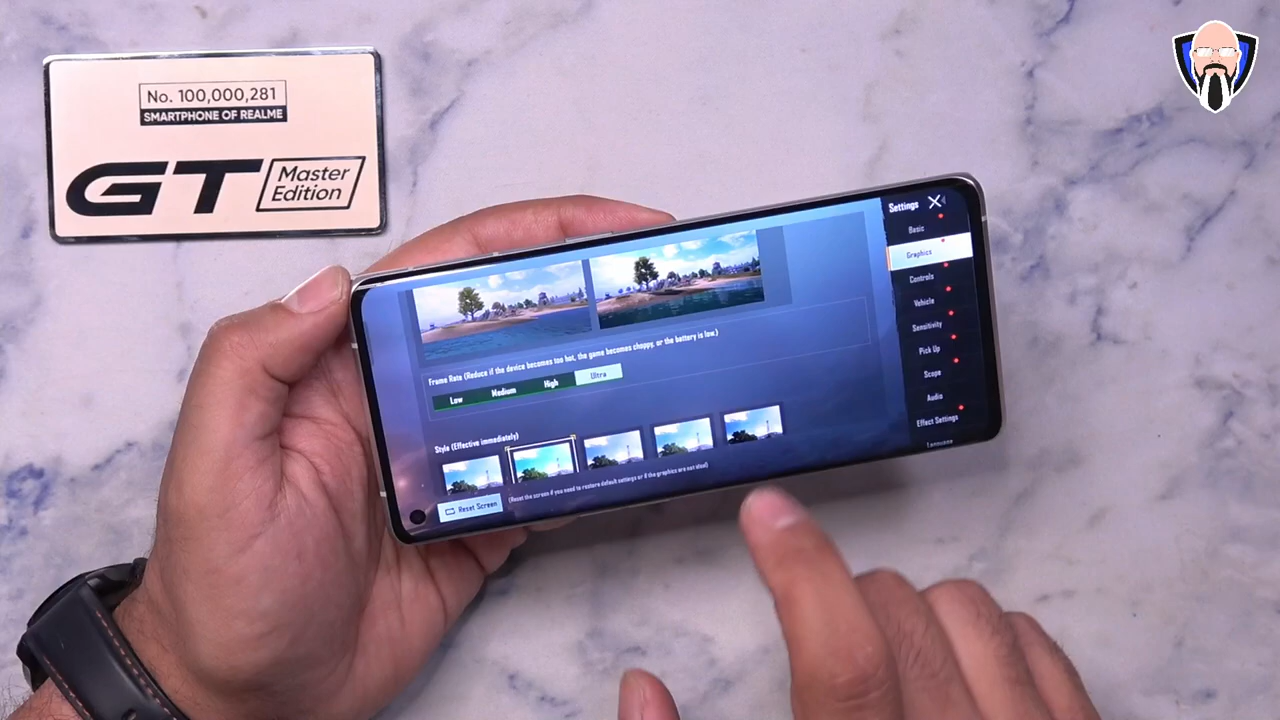 No. 100,000,281
SMARTPHONE OF REALME
GT Master
Edition
Settings
Basic
Graphics
Controls
Vehicle
Sensitivity
Pick Up
Scope
Audio
Effect Settings
Language
Frame Rate (Reduce if the device becomes too hot, the game becomes choppy, or the battery is low.)
Low Medium High Ultra
Style (Effective immediately)
Reset Screen (Reset the screen if you need to restore default settings or if the graphics are not ideal)